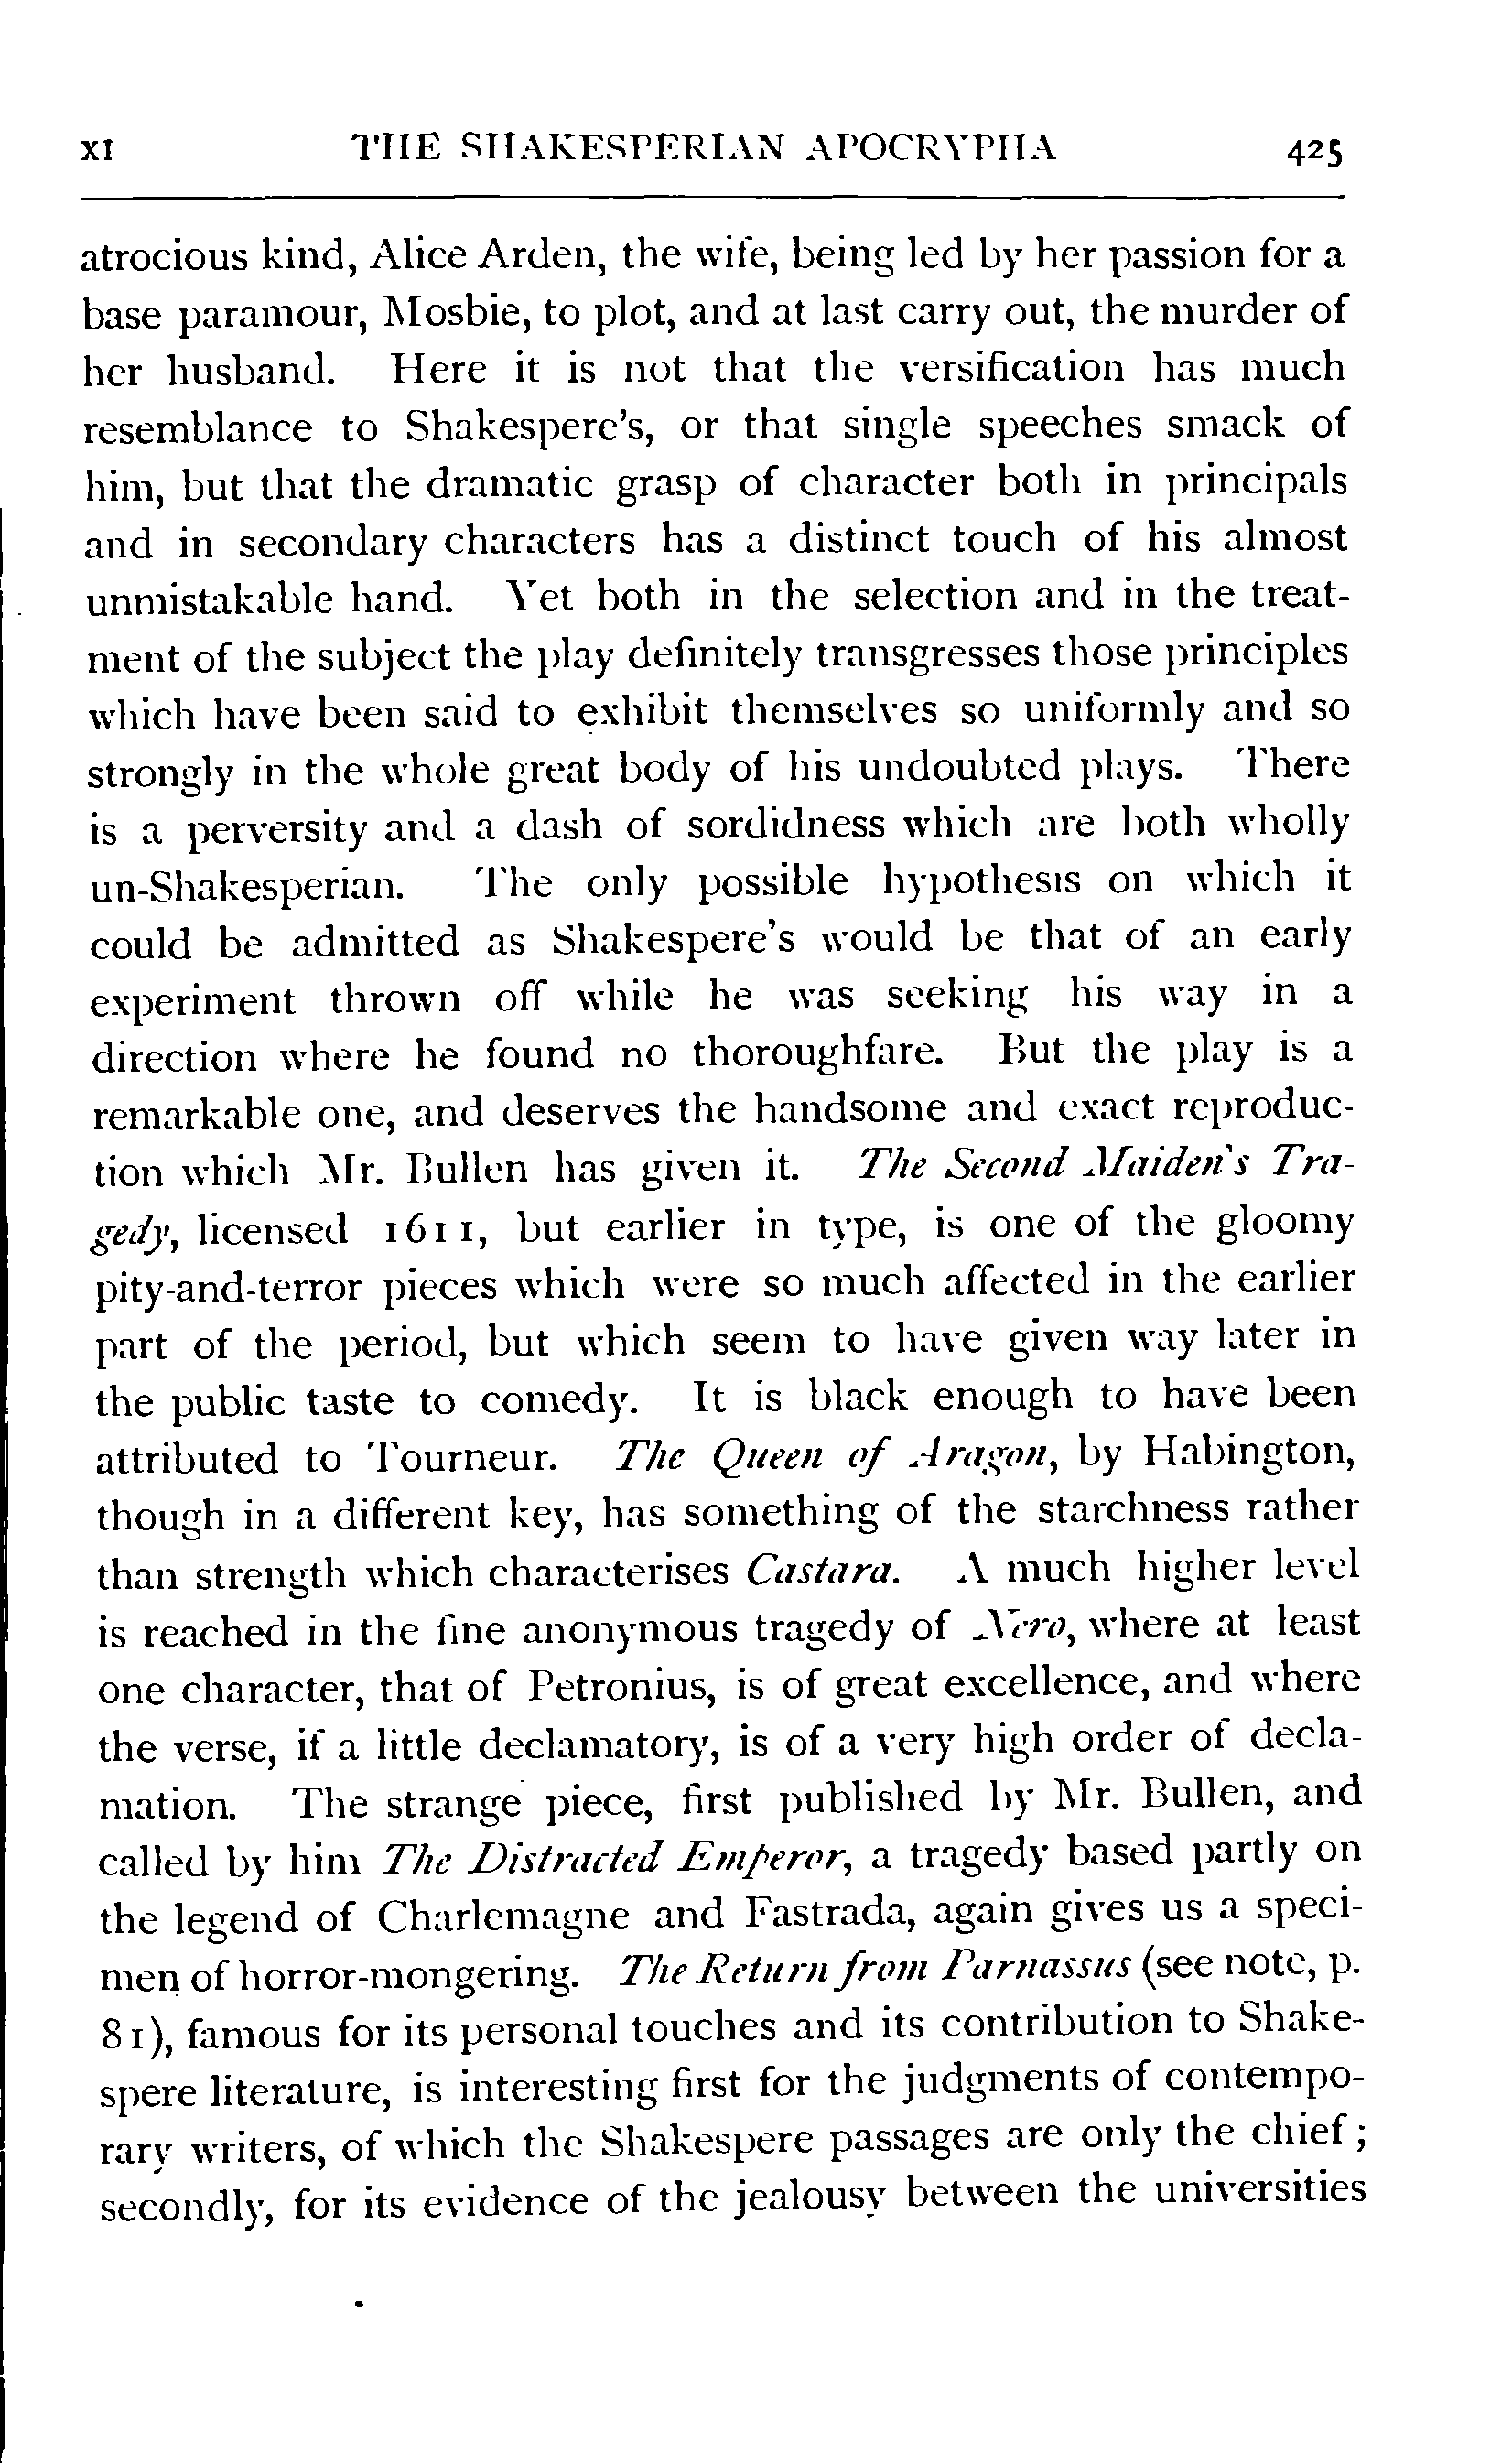 XI THE SHAKESPERIAN APOCRYPHA 425
atrocious kind, Alice Arden, the wife, being led by her passion for a
base paramour, Mosbie, to plot, and at last carry out, the murder of
her husband. Here it is not that the versification has much
resemblance to Shakespere's, or that single speeches smack of
him, but that the dramatic grasp of character both in principals
and in secondary characters has a distinct touch of his almost
unmistakable hand. Yet both in the selection and in the treat-
ment of the subject the play definitely transgresses those principles
which have been said to exhibit themselves so uniformly and so
strongly in the whole great body of his undoubted plays. There
is a perversity and a dash of sordidness which are both wholly
un-Shakesperian. The only possible hypothesis on which it
could be admitted as Shakespere's would be that of an early
experiment thrown off while he was seeking his way in a
direction where he found no thoroughfare. But the play is a
remarkable one, and deserves the handsome and exact reproduc-
tion which Mr. Bullen has given it. The Second Maiden's Tra-
gedy, licensed 1611, but earlier in type, is one of the gloomy
pity-and-terror pieces which were so much affected in the earlier
part of the period, but which seem to have given way later in
the public taste to comedy. It is black enough to have been
attributed to Tourneur. The Queen of Aragon, by Habington,
though in a different key, has something of the starchness rather
than strength which characterises Castara. A much higher level
is reached in the fine anonymous tragedy of Nero, where at least
one character, that of Petronius, is of great excellence, and where
the verse, if a little declamatory, is of a very high order of decla-
mation. The strange piece, first published by Mr. Bullen, and
called by him The Distracted Emperor, a tragedy based partly on
the legend of Charlemagne and Fastrada, again gives us a speci-
men of horror-mongering. The Return from Parnassus (see note, p.
81), famous for its personal touches and its contribution to Shake-
spere literature, is interesting first for the judgments of contempo-
rary writers, of which the Shakespere passages are only the chief;
secondly, for its evidence of the jealousy between the universities